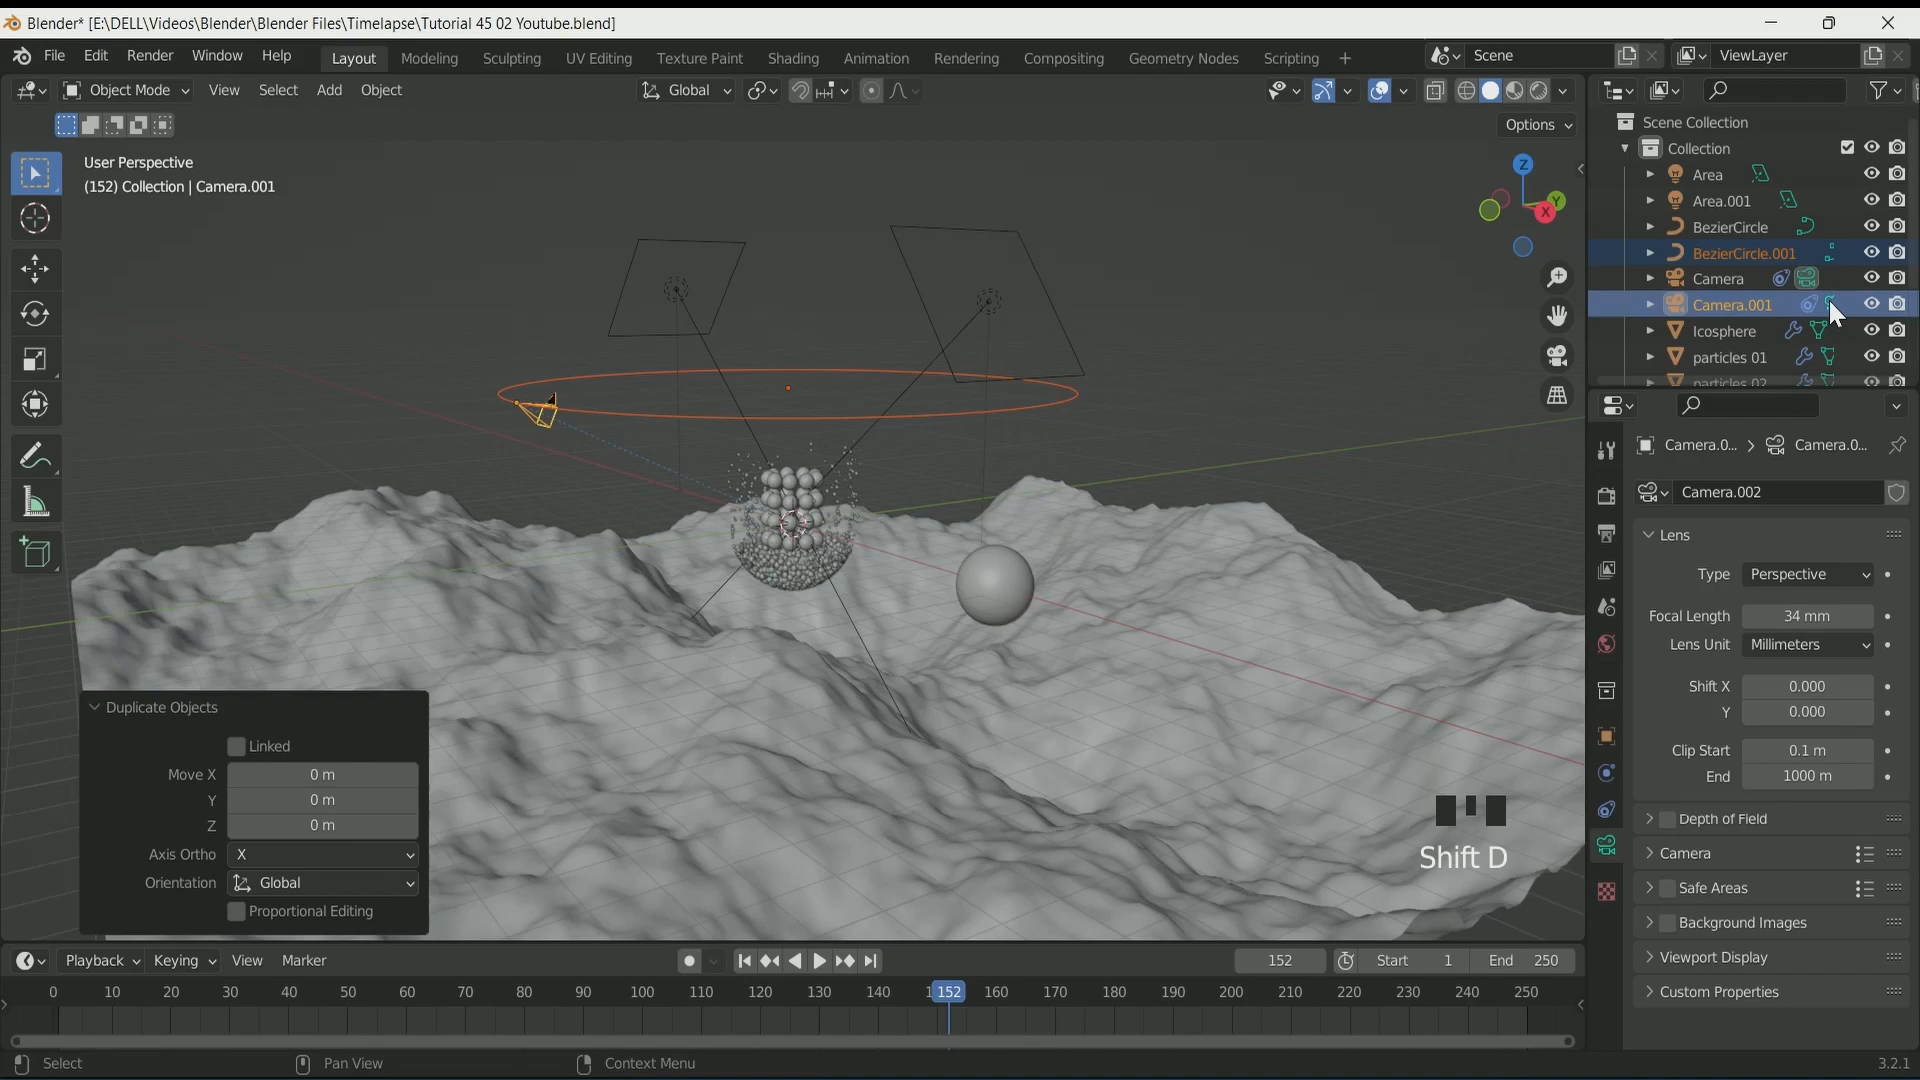 Blender* [E:\DELL\Videos\Blender\Blender Files\Timelapse\Tutorial 45 02 Youtube.blend]
File Edit Render Window Help Layout Modeling Sculpting UV Editing Texture Paint Shading Animation Rendering Compositing Geometry Nodes Scripting + Scene ViewLayer
Object Mode View Select Add Object Global
Options
User Perspective
(152) Collection | Camera.001
Z
Y
X
Scene Collection
Collection
Area
Area.001
BezierCircle
BezierCircle.001
Camera
Camera.001
Icosphere
particles 01
particles 02
Camera.0... > Camera.0...
Camera.002
Lens
Type Perspective
Focal Length 34 mm
Lens Unit Millimeters
Shift X 0.000
Y 0.000
Clip Start 0.1 m
End 1000 m
Depth of Field
Camera
Safe Areas
Background Images
Viewport Display
Custom Properties
Duplicate Objects
Linked
Move X 0 m
Y 0 m
Z 0 m
Axis Ortho X
Orientation Global
Proportional Editing
Shift D
Playback Keying View Marker 152 Start 1 End 250
0 10 20 30 40 50 60 70 80 90 100 110 120 130 140 152 160 170 180 190 200 210 220 230 240 250
Select Pan View Context Menu 3.2.1